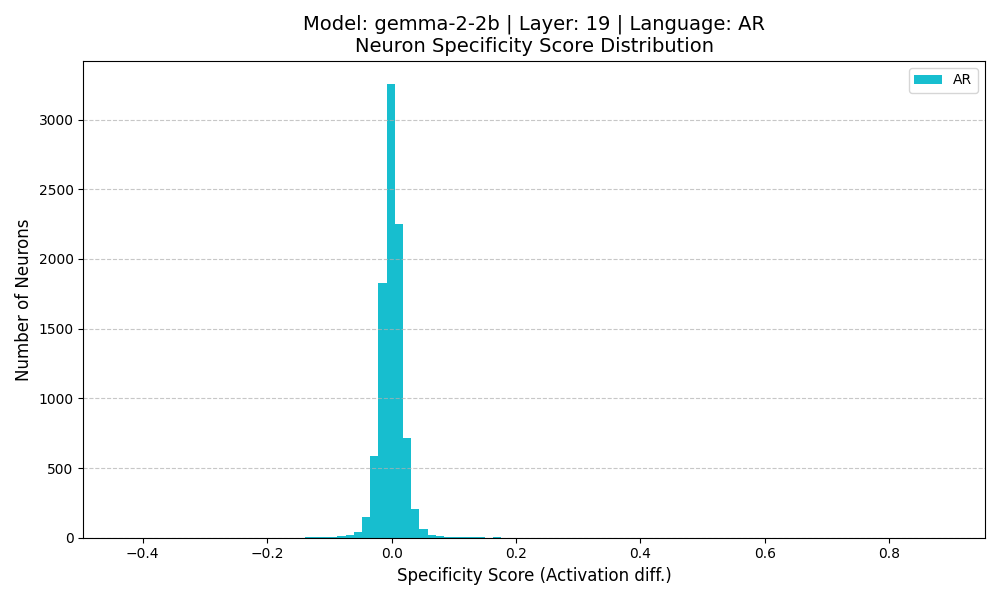 Model: gemma-2-2b | Layer: 19 | Language: AR
Neuron Specificity Score Distribution
AR
3000
2500
2000
1500
1000
500
0
Number of Neurons
−0.4
−0.2
0.0
0.2
0.4
0.6
0.8
Specificity Score (Activation diff.)